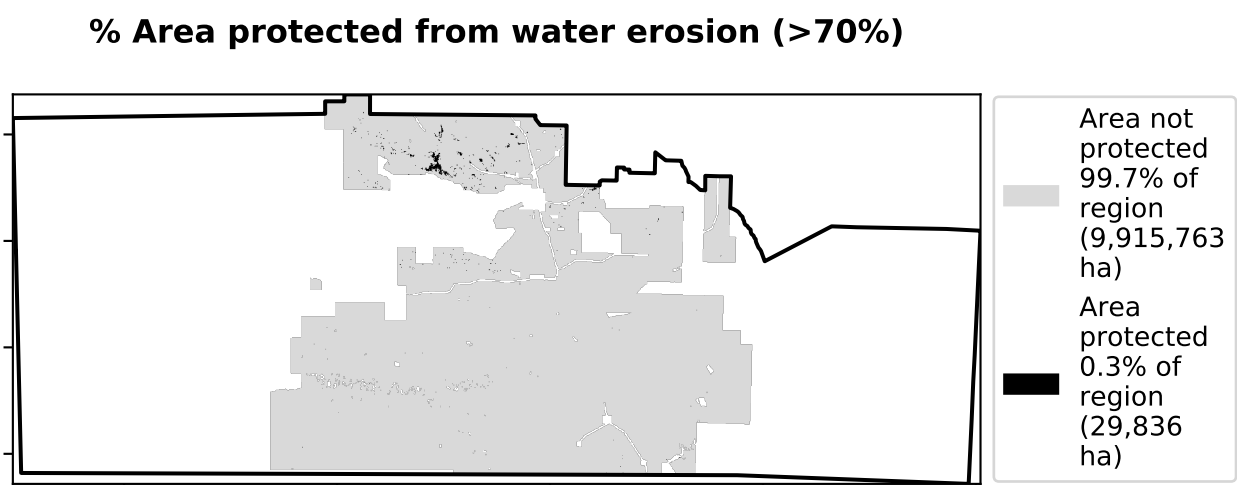 % Area protected from water erosion (>70%)
Area not
protected
99.7% of
region
(9,915,763
ha)
Area
protected
0.3% of
region
(29,836
ha)